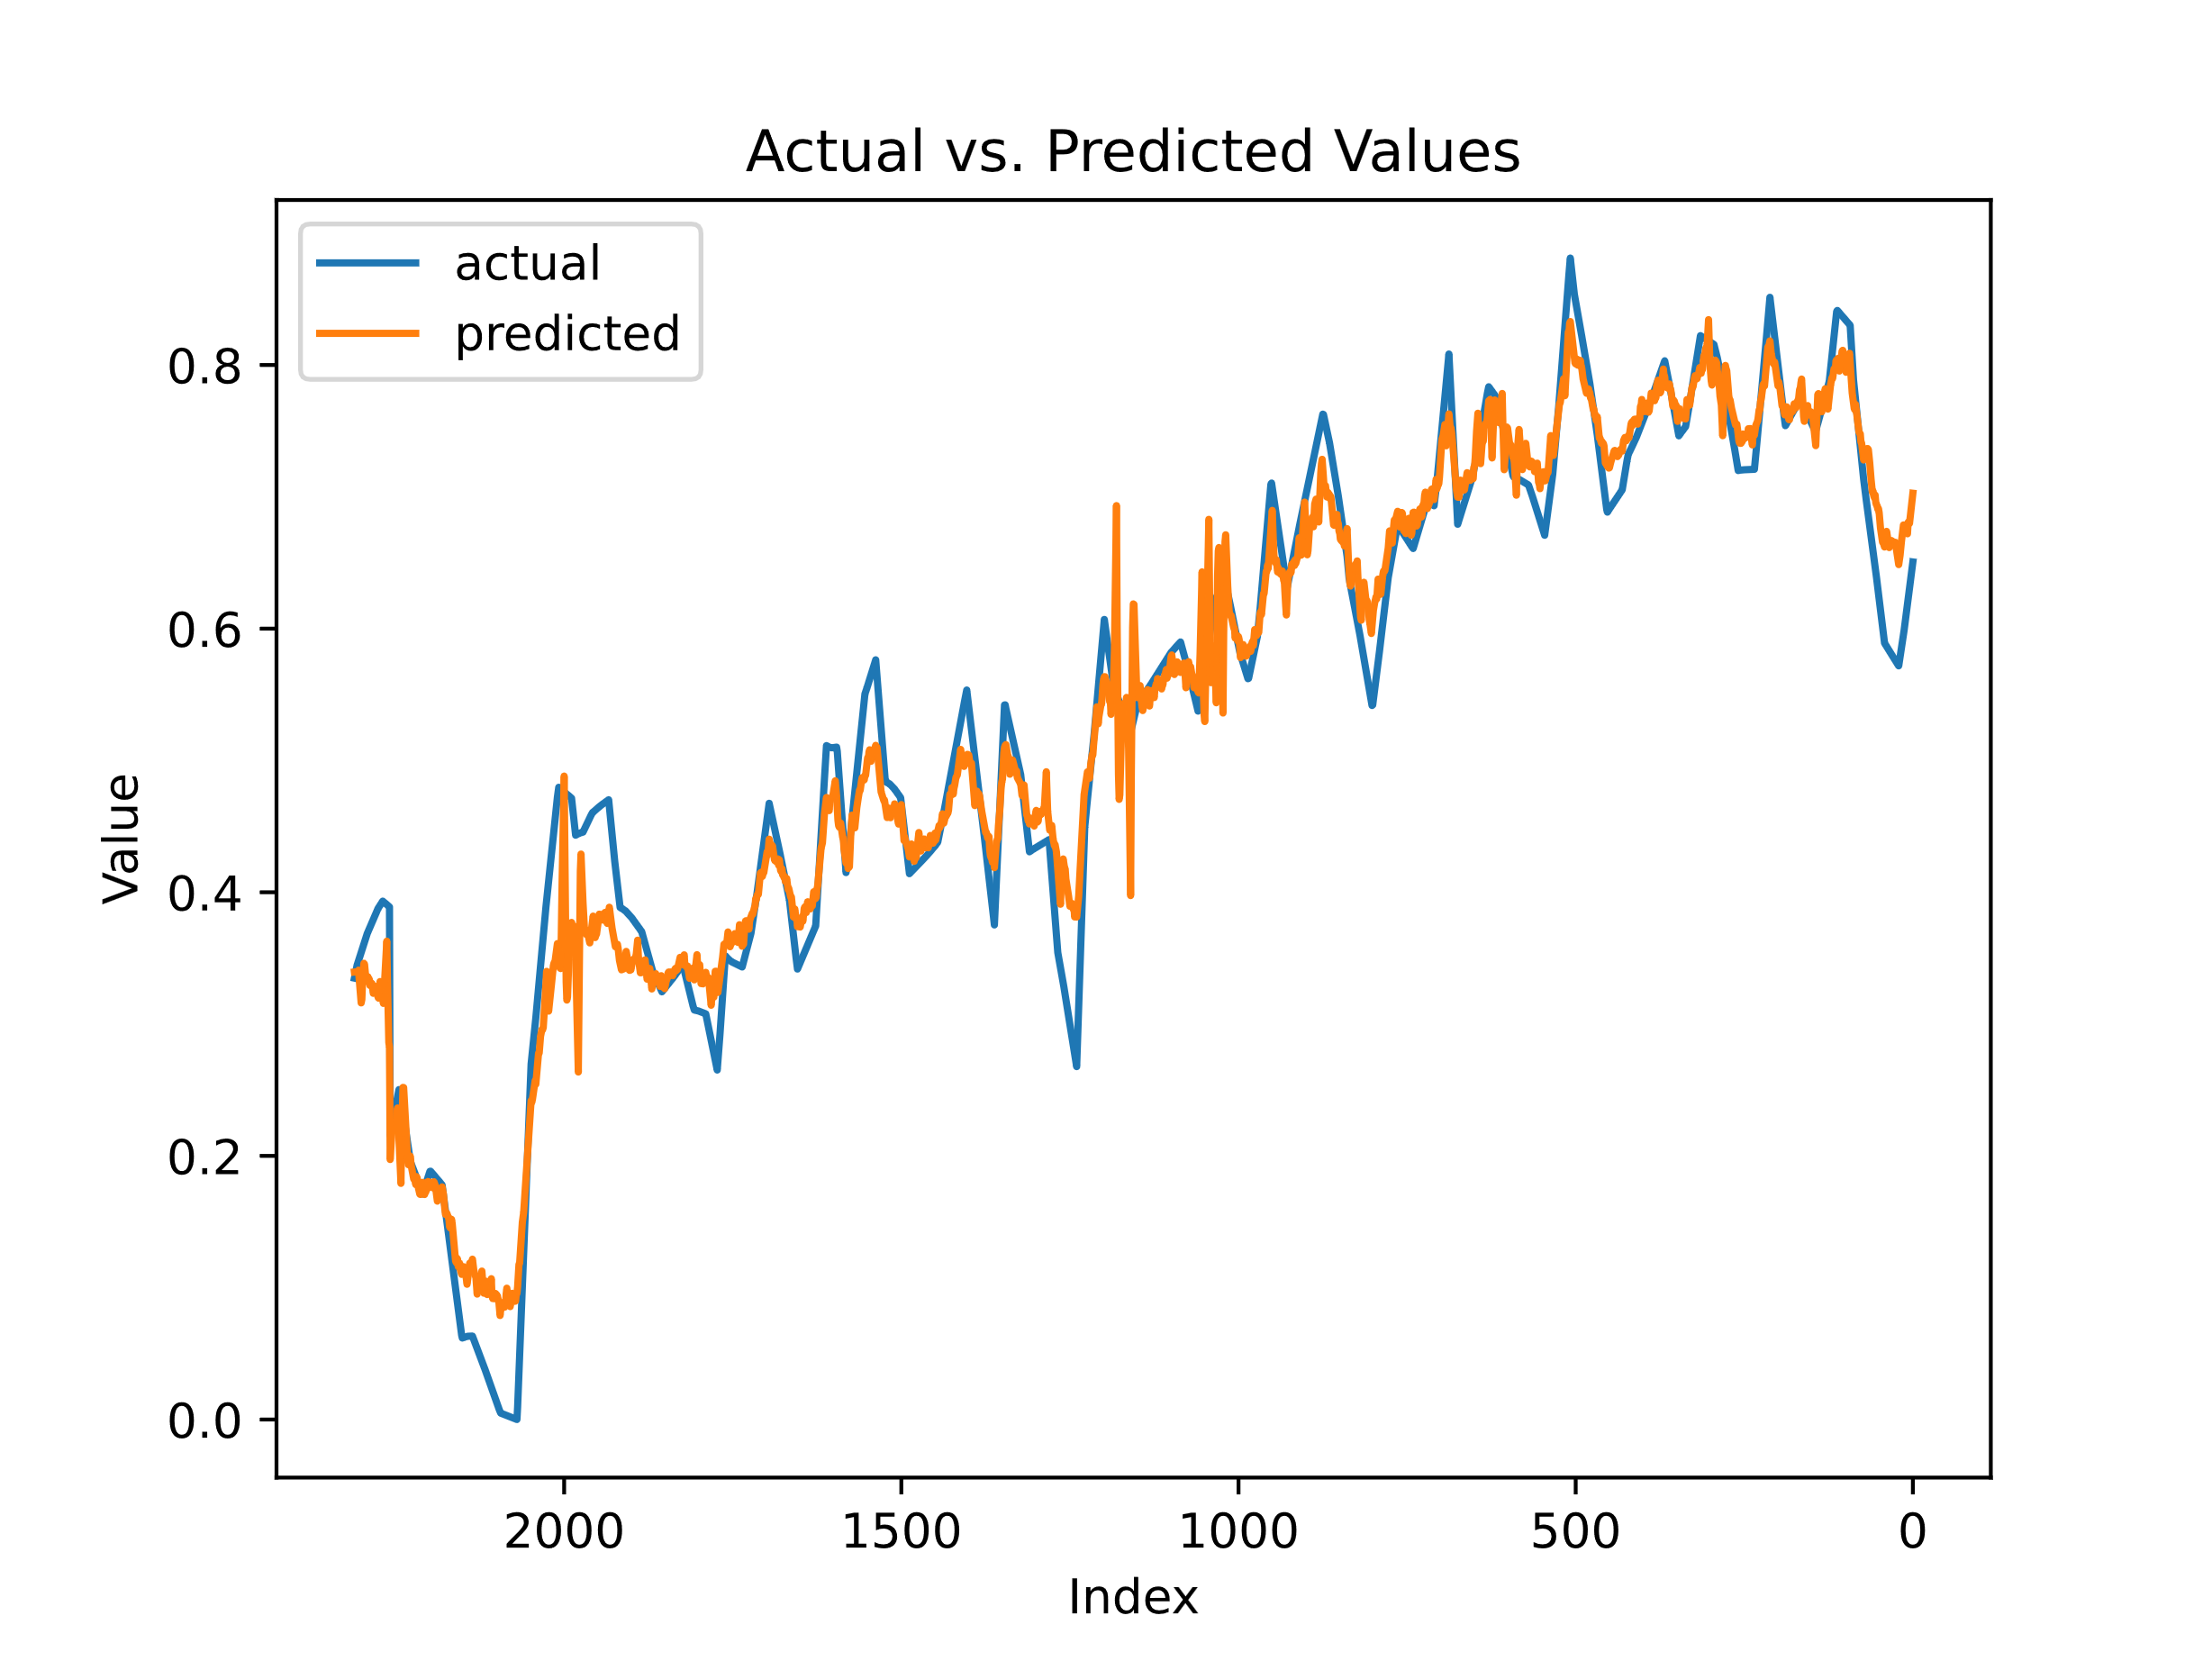 Actual vs. Predicted Values
actual
predicted
0.8
0.6
0.4
0.2
0.0
Value
2000 1500 1000 500 0
Index